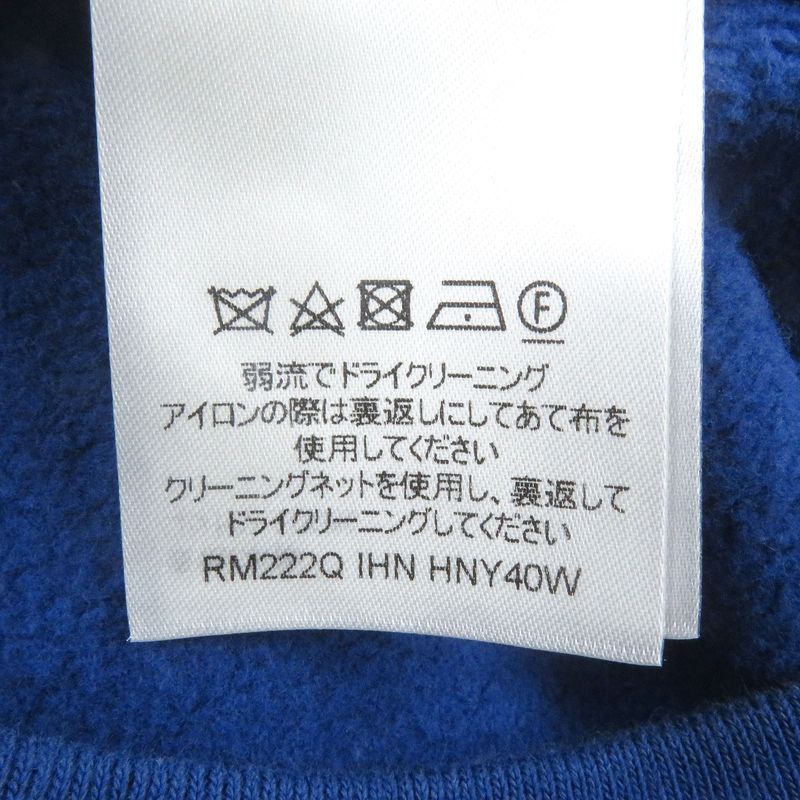 F
弱流でドライクリーニング
アイロンの際は裏返しにしてあて布を
使用してください
クリーニングネットを使用し、裏返して
ドライクリーニングしてください
RM222Q IHN HNY40W